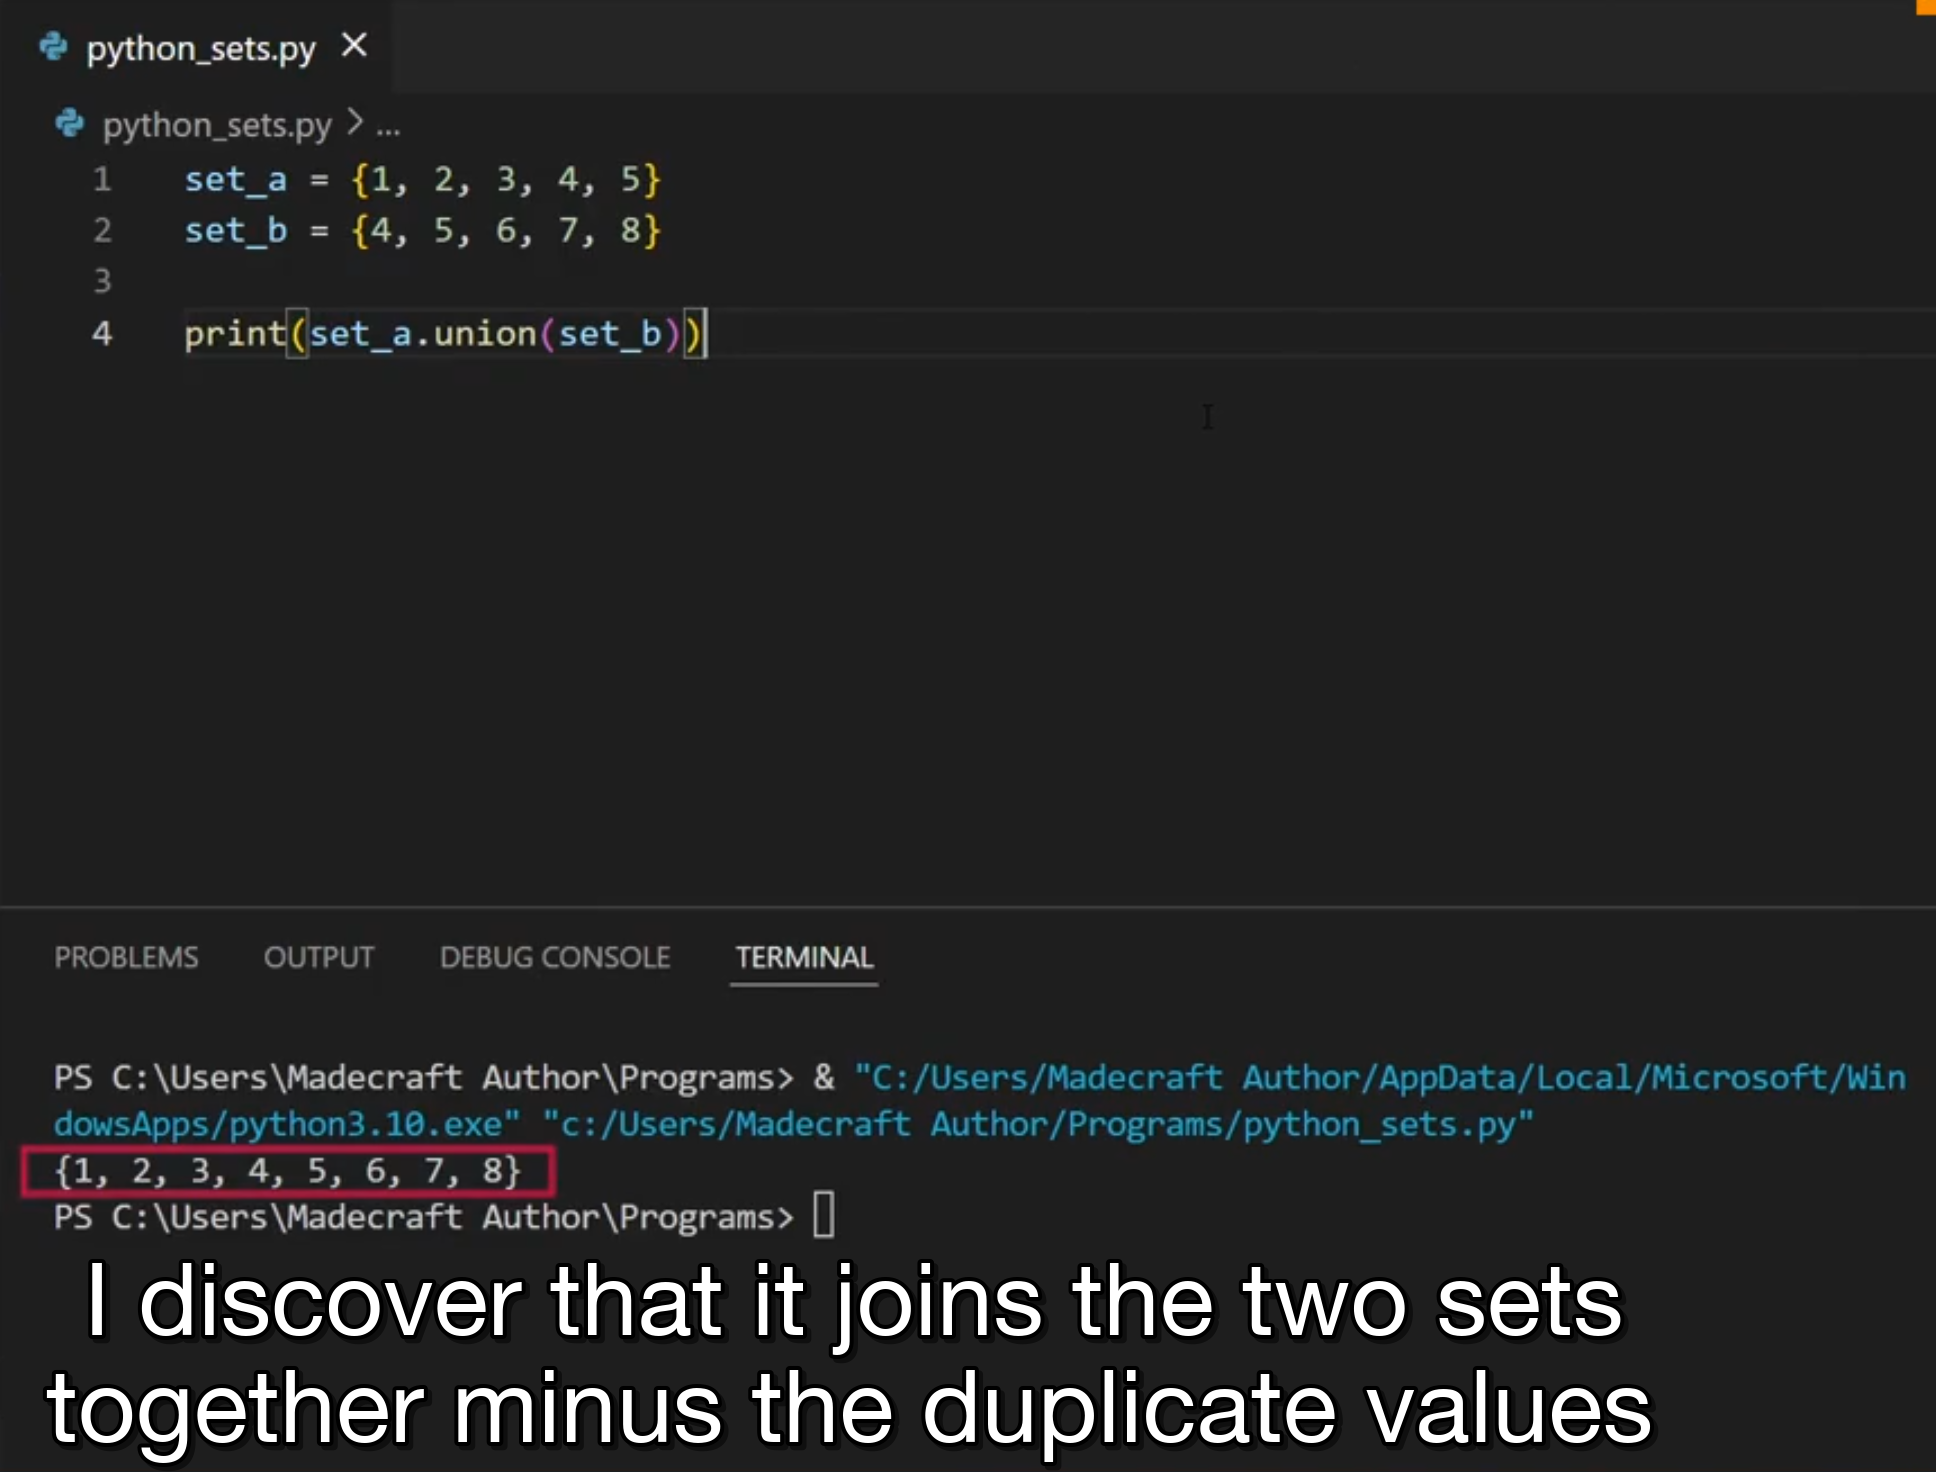 python_sets.py ×
python_sets.py > ...
1 set_a = {1, 2, 3, 4, 5}
2 set_b = {4, 5, 6, 7, 8}
3
4 print(set_a.union(set_b))
PROBLEMS OUTPUT DEBUG CONSOLE TERMINAL
PS C:\Users\Madecraft Author\Programs> & "C:/Users/Madecraft Author/AppData/Local/Microsoft/Win
dowsApps/python3.10.exe" "c:/Users/Madecraft Author/Programs/python_sets.py"
{1, 2, 3, 4, 5, 6, 7, 8}
PS C:\Users\Madecraft Author\Programs>
I discover that it joins the two sets
together minus the duplicate values